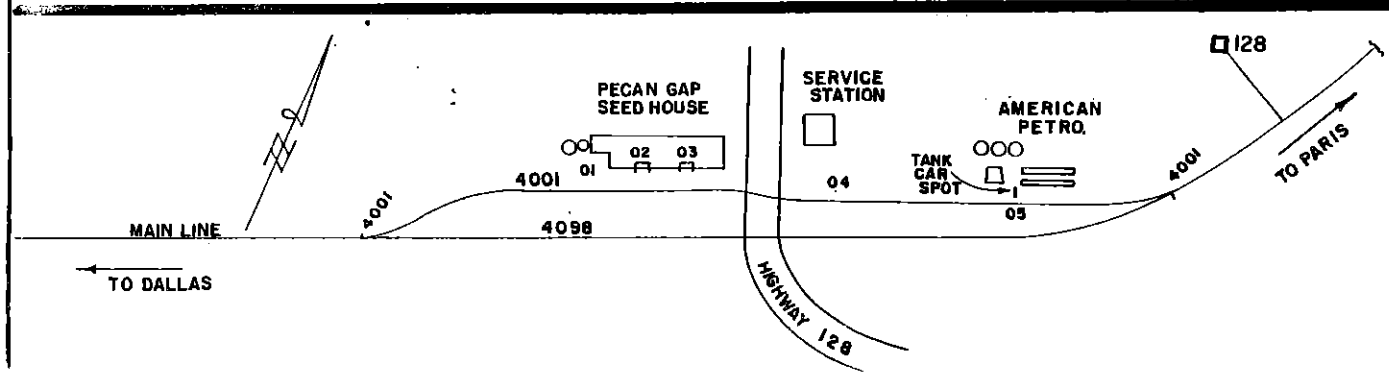 128
PECAN GAP
SEED HOUSE
SERVICE
STATION
AMERICAN
PETRO.
TO PARIS
01
02
03
4001
04
TANK
CAR
SPOT
05
4001
4001
MAIN LINE
4098
TO DALLAS
HIGHWAY 128
N